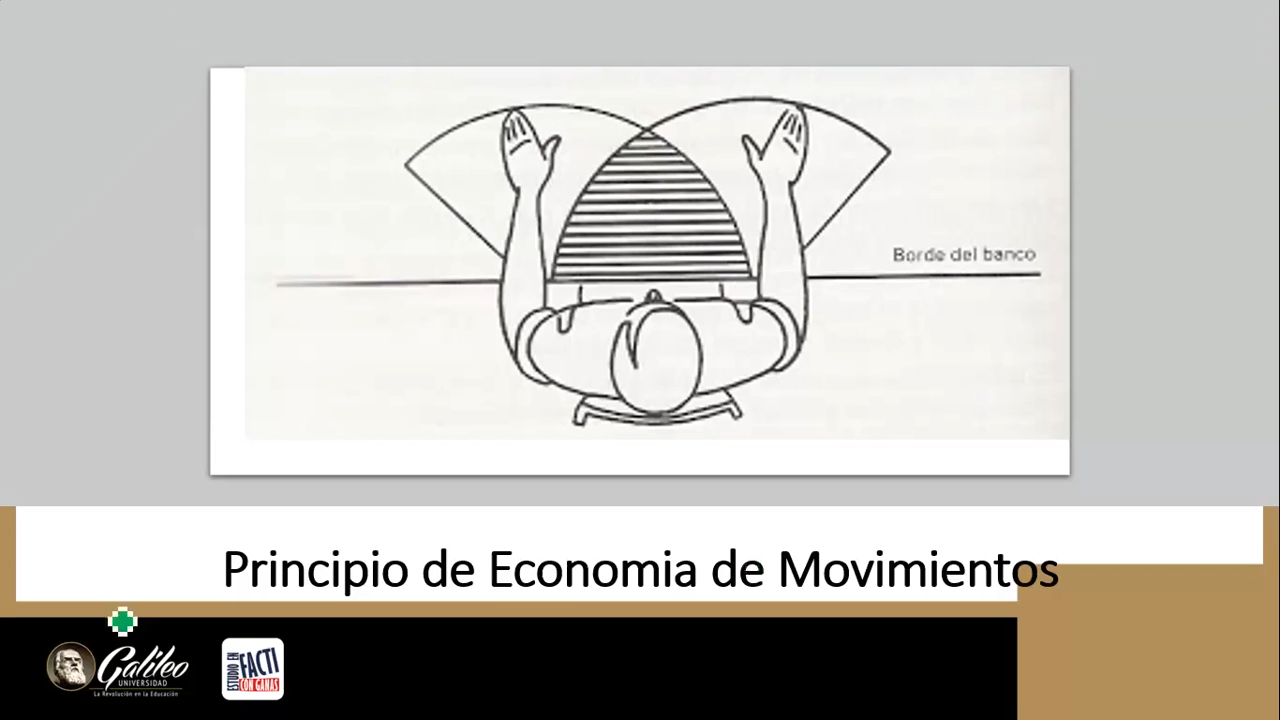 Borde del banco
Principio de Economia de Movimientos
Galileo
UNIVERSIDAD
La Revolución en la Educación
ESTUDIO EN
FACTI
CON GANAS